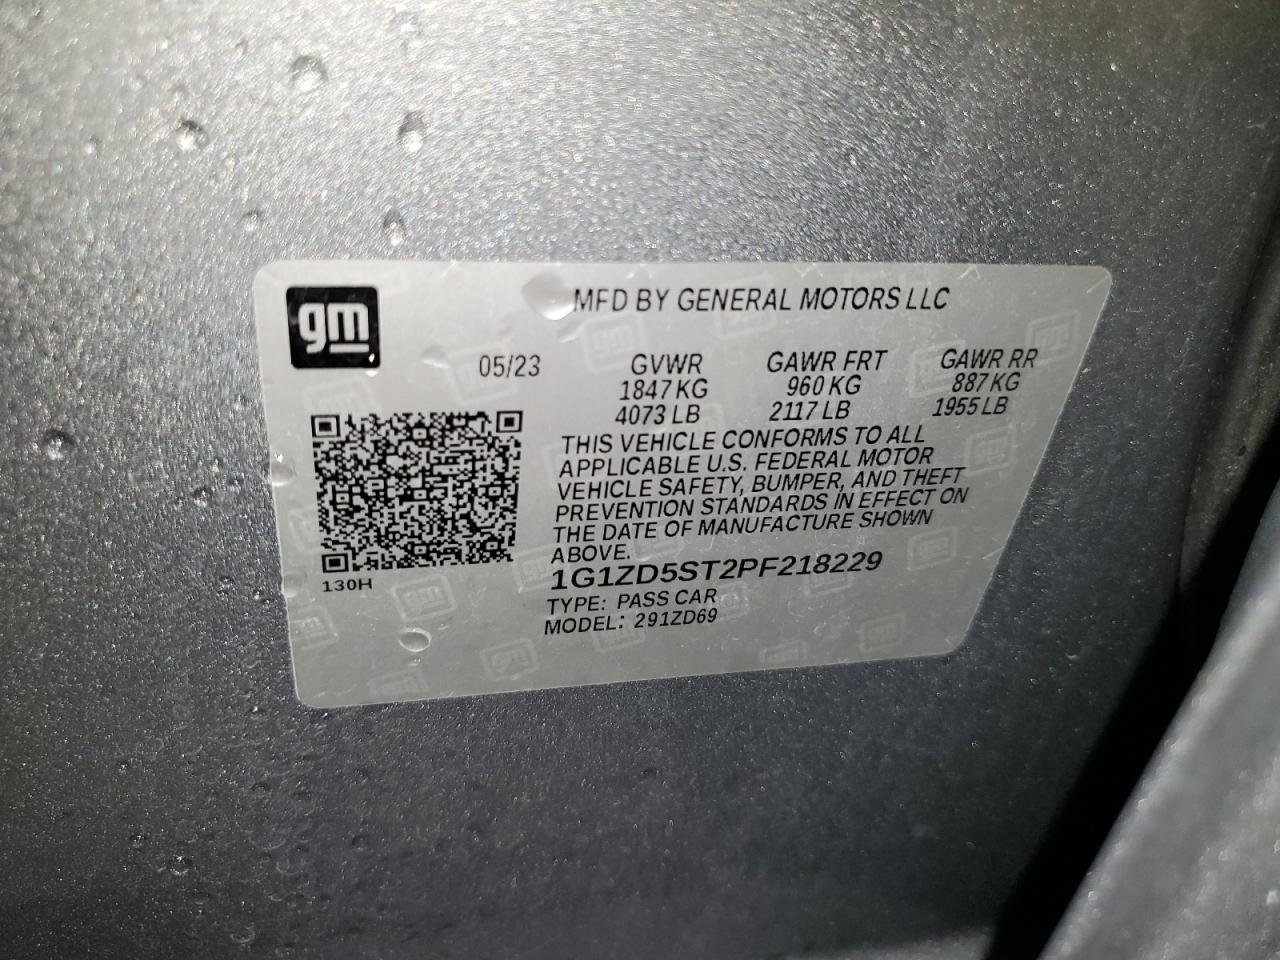 gm
MFD BY GENERAL MOTORS LLC
05/23 GVWR GAWR FRT GAWR RR
1847 KG 960 KG 887 KG
4073 LB 2117 LB 1955 LB
THIS VEHICLE CONFORMS TO ALL
APPLICABLE U.S. FEDERAL MOTOR
VEHICLE SAFETY, BUMPER, AND THEFT
PREVENTION STANDARDS IN EFFECT ON
THE DATE OF MANUFACTURE SHOWN
ABOVE.
1G1ZD5ST2PF218229
130H
TYPE: PASS CAR
MODEL: 291ZD69